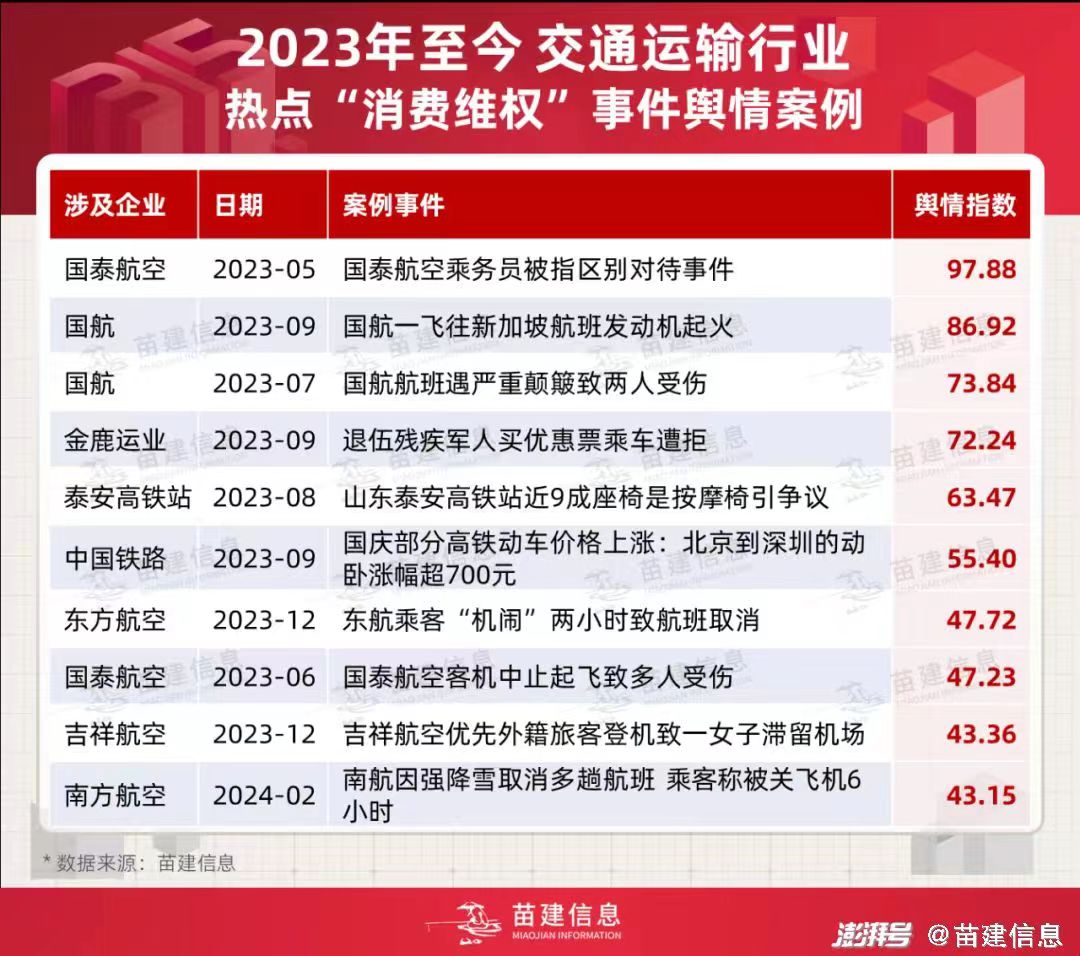 2023年至今 交通运输行业
热点“消费维权”事件舆情案例
涉及企业 日期 案例事件 舆情指数
国泰航空 2023-05 国泰航空乘务员被指区别对待事件 97.88
国航 2023-09 国航一飞往新加坡航班发动机起火 86.92
国航 2023-07 国航航班遇严重颠簸致两人受伤 73.84
金鹿运业 2023-09 退伍残疾军人买优惠票乘车遭拒 72.24
泰安高铁站 2023-08 山东泰安高铁站近9成座椅是按摩椅引争议 63.47
中国铁路 2023-09 国庆部分高铁动车价格上涨：北京到深圳的动
卧涨幅超700元 55.40
东方航空 2023-12 东航乘客“机闹”两小时致航班取消 47.72
国泰航空 2023-06 国泰航空客机中止起飞致多人受伤 47.23
吉祥航空 2023-12 吉祥航空优先外籍旅客登机致一女子滞留机场 43.36
南方航空 2024-02 南航因强降雪取消多趟航班 乘客称被关飞机6
小时 43.15
* 数据来源：苗建信息
苗建信息
MIAOJIAN INFORMATION
澎湃号 @苗建信息